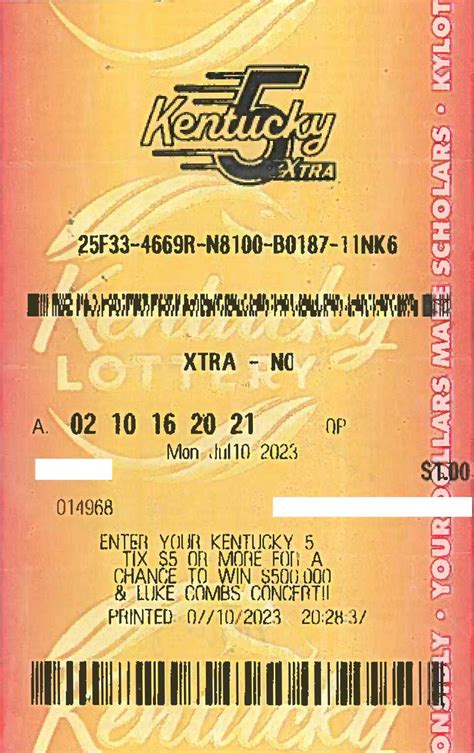 Kentucky 5
XTRA
25F33-4669R-N8100-B0187-11NK6
Kentucky
LOTTERY
XTRA - NO
A. 02 10 16 20 21 QP
Mon Jul10 2023
$1.00
014968
ENTER YOUR KENTUCKY 5
TIX $5 OR MORE FOR A
CHANCE TO WIN $500,000
& LUKE COMBS CONCERT!!
PRINTED 07/10/2023 20:28:37
Kentucky
ONSIBLY • YOUR DOLLARS MAKE SCHOLARS • KYLOT